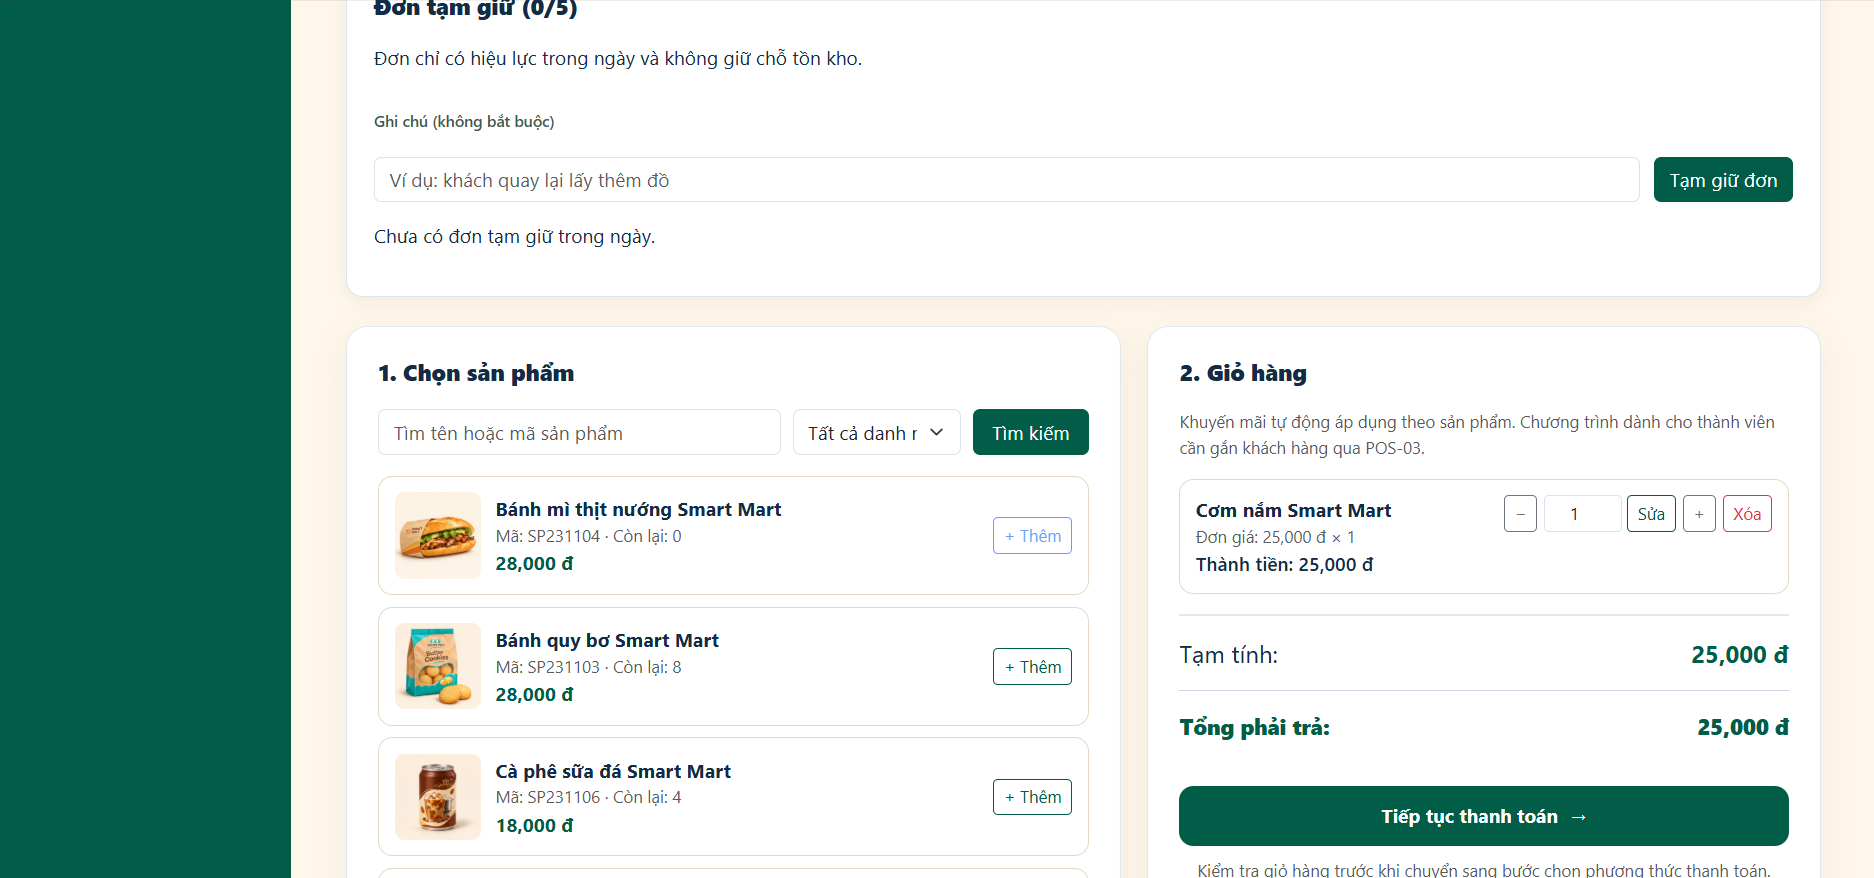 Đơn tạm giữ (0/5)
Đơn chỉ có hiệu lực trong ngày và không giữ chỗ tồn kho.
Ghi chú (không bắt buộc)
Ví dụ: khách quay lại lấy thêm đồ
Tạm giữ đơn
Chưa có đơn tạm giữ trong ngày.
1. Chọn sản phẩm
Tìm tên hoặc mã sản phẩm
Tất cả danh r
Tìm kiếm
Bánh mì thịt nướng Smart Mart
Mã: SP231104 · Còn lại: 0
28,000 đ
+ Thêm
Bánh quy bơ Smart Mart
Mã: SP231103 · Còn lại: 8
28,000 đ
+ Thêm
Butter
Cookies
Cà phê sữa đá Smart Mart
Mã: SP231106 · Còn lại: 4
18,000 đ
+ Thêm
2. Giỏ hàng
Khuyến mãi tự động áp dụng theo sản phẩm. Chương trình dành cho thành viên
cần gắn khách hàng qua POS-03.
Cơm nắm Smart Mart
Đơn giá: 25,000 đ × 1
Thành tiền: 25,000 đ
−
1
Sửa
+
Xóa
Tạm tính:
25,000 đ
Tổng phải trả:
25,000 đ
Tiếp tục thanh toán →
Kiểm tra giỏ hàng trước khi chuyển sang bước chọn phương thức thanh toán.